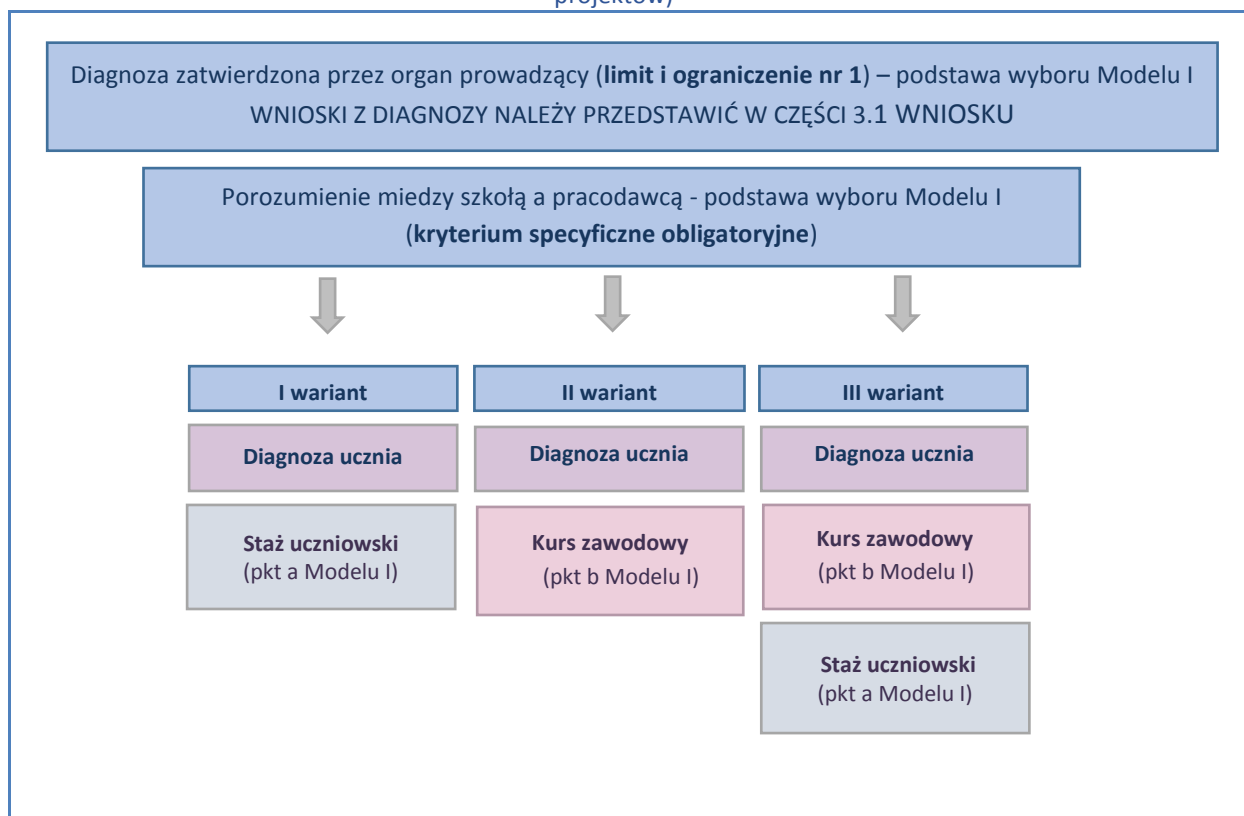 projektów)
Diagnoza zatwierdzona przez organ prowadzący (limit i ograniczenie nr 1) – podstawa wyboru Modelu I
WNIOSKI Z DIAGNOZY NALEŻY PRZEDSTAWIĆ W CZĘŚCI 3.1 WNIOSKU
Porozumienie miedzy szkołą a pracodawcą - podstawa wyboru Modelu I
(kryterium specyficzne obligatoryjne)
I wariant
Diagnoza ucznia
Staż uczniowski
(pkt a Modelu I)
II wariant
Diagnoza ucznia
Kurs zawodowy
(pkt b Modelu I)
III wariant
Diagnoza ucznia
Kurs zawodowy
(pkt b Modelu I)
Staż uczniowski
(pkt a Modelu I)